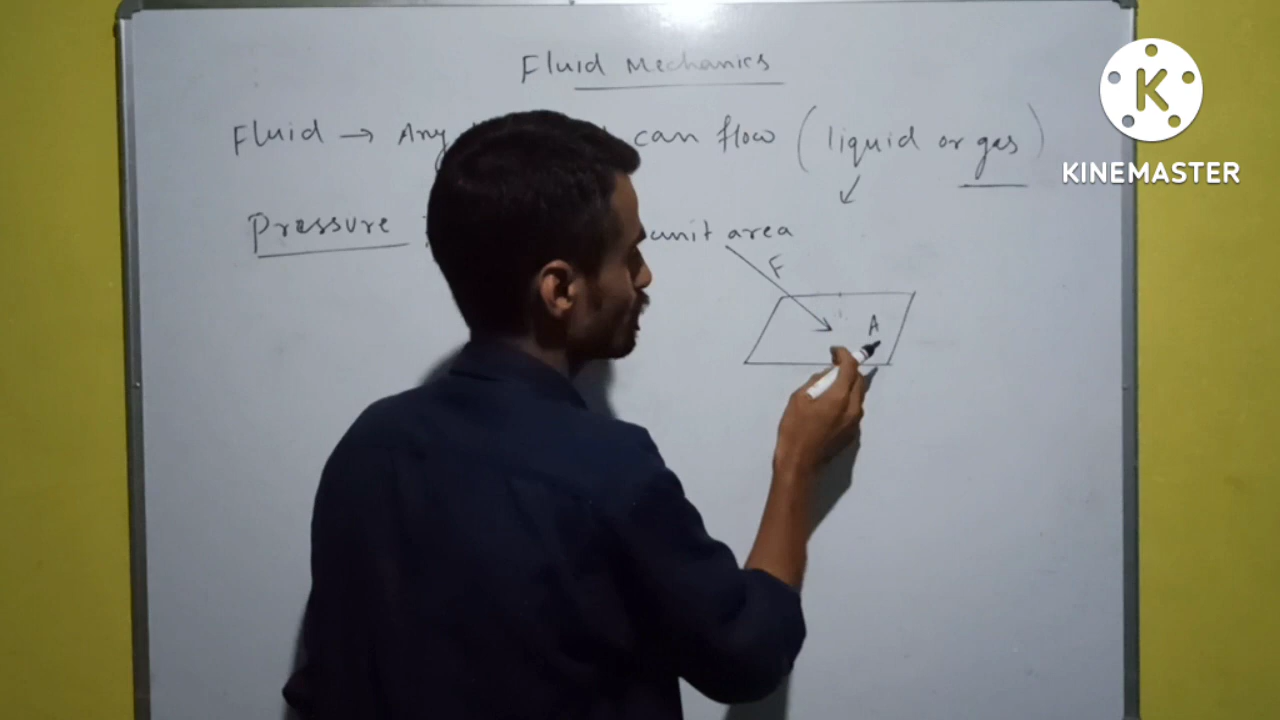 Fluid Mechanics
Fluid → Any can flow (liquid or gas)
Pressure unit area
F
A
K
KINEMASTER